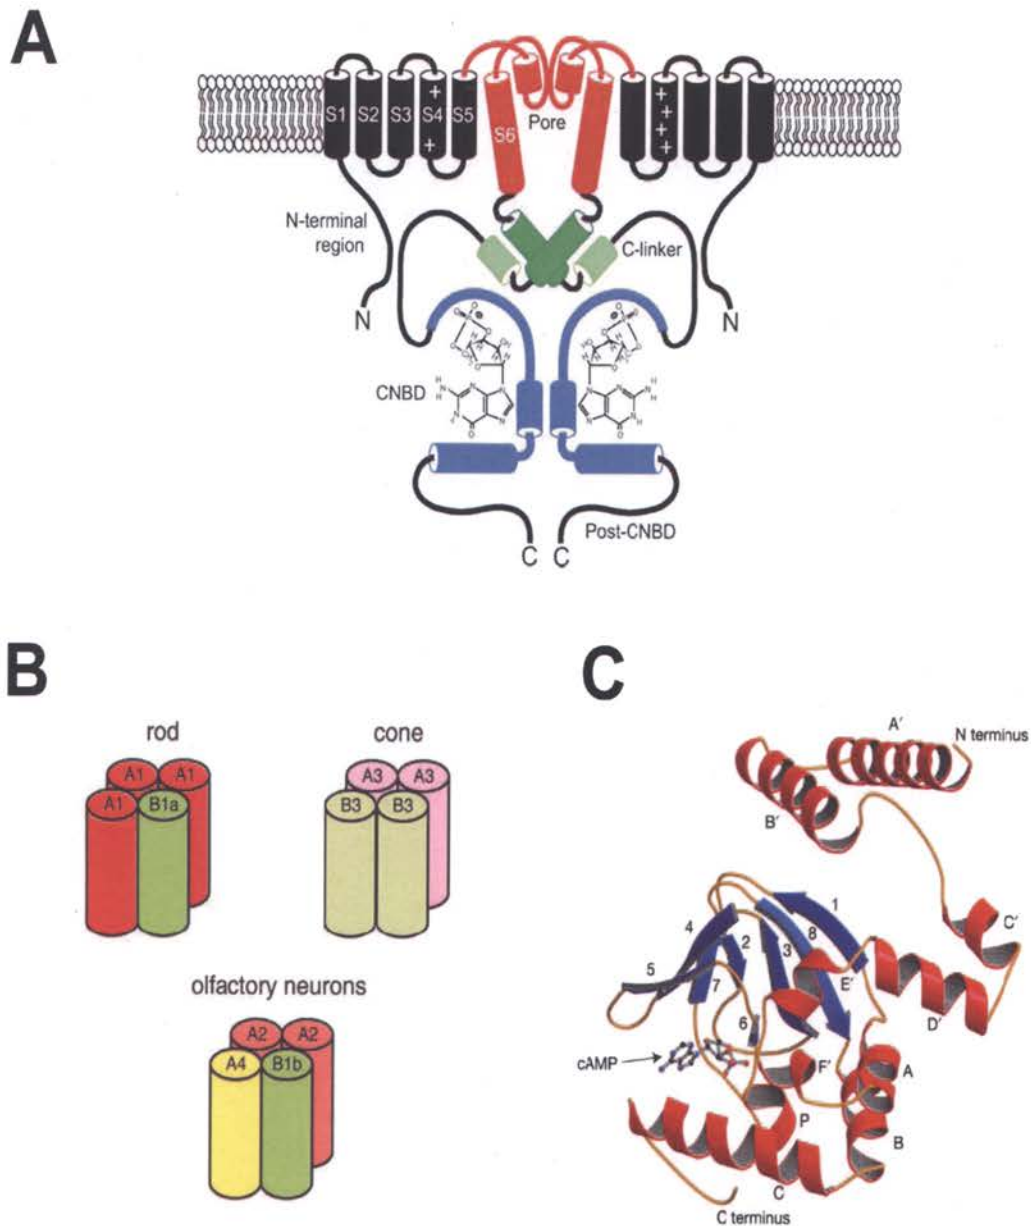 A
S1 S2 S3 S4 S5
+
+
S6
Pore
+
+
+
+
N-terminal
region
C-linker
N
N
CNBD
Post-CNBD
C C
B
rod
A1 A1
A1 B1a
cone
A3 A3
B3 B3
olfactory neurons
A2 A2
A4 B1b
C
A′
N terminus
B′
1
4
2
8
3
C′
5
7
E′
6
D′
cAMP
F′
A
P
B
C
C terminus